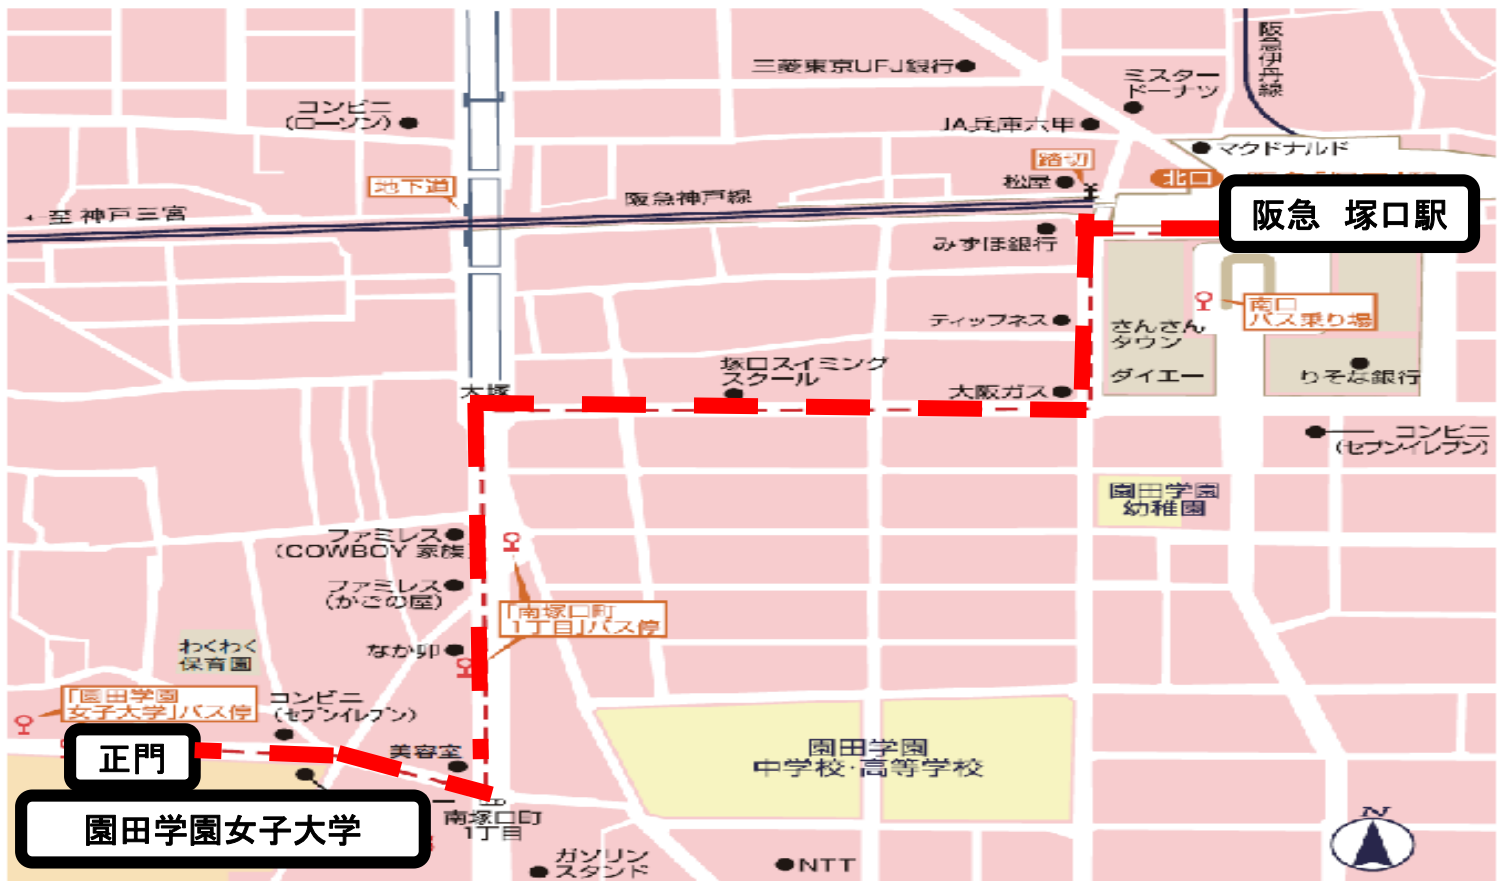 阪急伊丹線
三菱東京UFJ銀行
ミスター
ドーナツ
コンビニ
(ローソン)
JA兵庫六甲
マクドナルド
踏切
地下道
松屋
北口
阪急神戸線
至 神戸三宮
阪急 塚口駅
みずほ銀行
南口
バス乗り場
ティップネス
さんさん
タウン
塚口スイミング
スクール
ダイエー
りそな銀行
大阪ガス
大塚
コンビニ
(セブンイレブン)
園田学園
幼稚園
ファミレス
(COWBOY 家族
ファミレス
(かごの屋)
「南塚口町
1丁目」バス停
わくわく
保育園
なか卯
「園田学園
女子大学」バス停
コンビニ
(セブンイレブン)
正門
美容室
園田学園
中学校・高等学校
園田学園女子大学
南塚口町
1丁目
N
ガソリン
スタンド
NTT